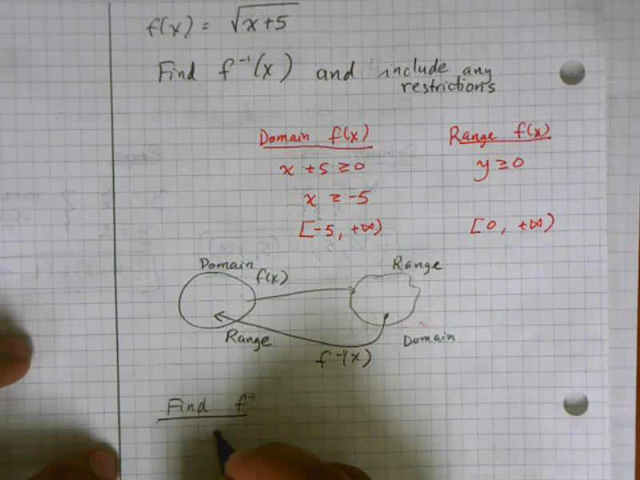 f(x) = √x+5
Find f⁻¹(x) and include any
restrictions
Domain f(x) Range f(x)
x + 5 ≥ 0 y ≥ 0
x ≥ -5
[-5, +∞) [0, +∞)
Domain Range
f(x)
Range Domain
f⁻¹(x)
Find f⁻